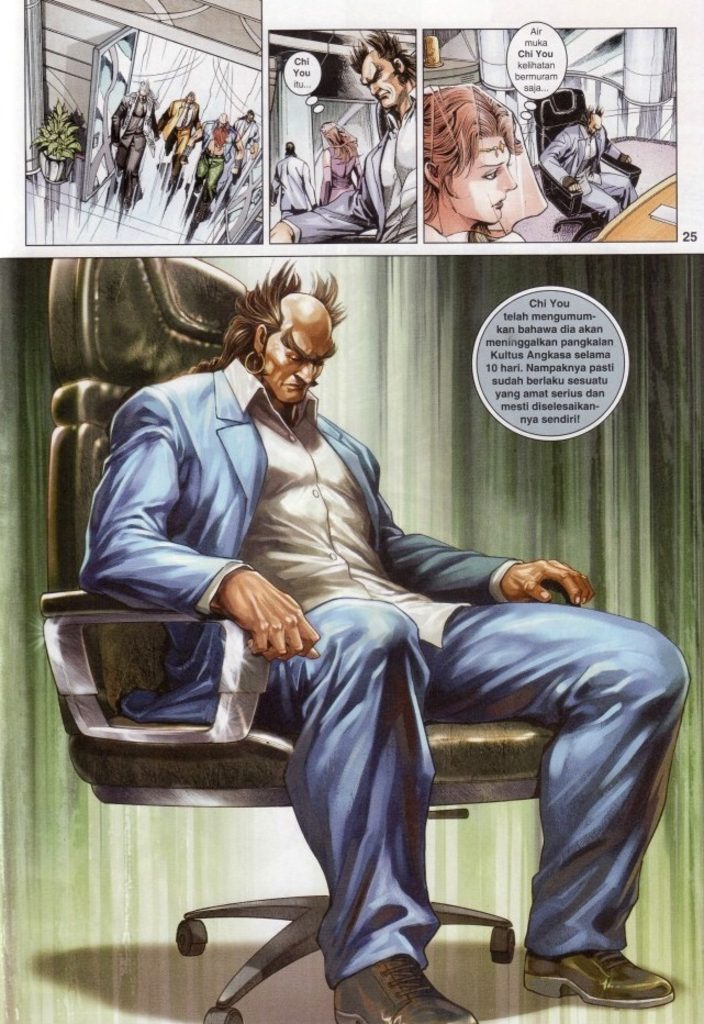 Chi
You
itu...
Air
muka
Chi You
kelihatan
bermuram
saja...
25
Chi You
telah mengumum-
kan bahawa dia akan
meninggalkan pangkalan
Kultus Angkasa selama
10 hari. Nampaknya pasti
sudah berlaku sesuatu
yang amat serius dan
mesti diselesaikan-
nya sendiri!